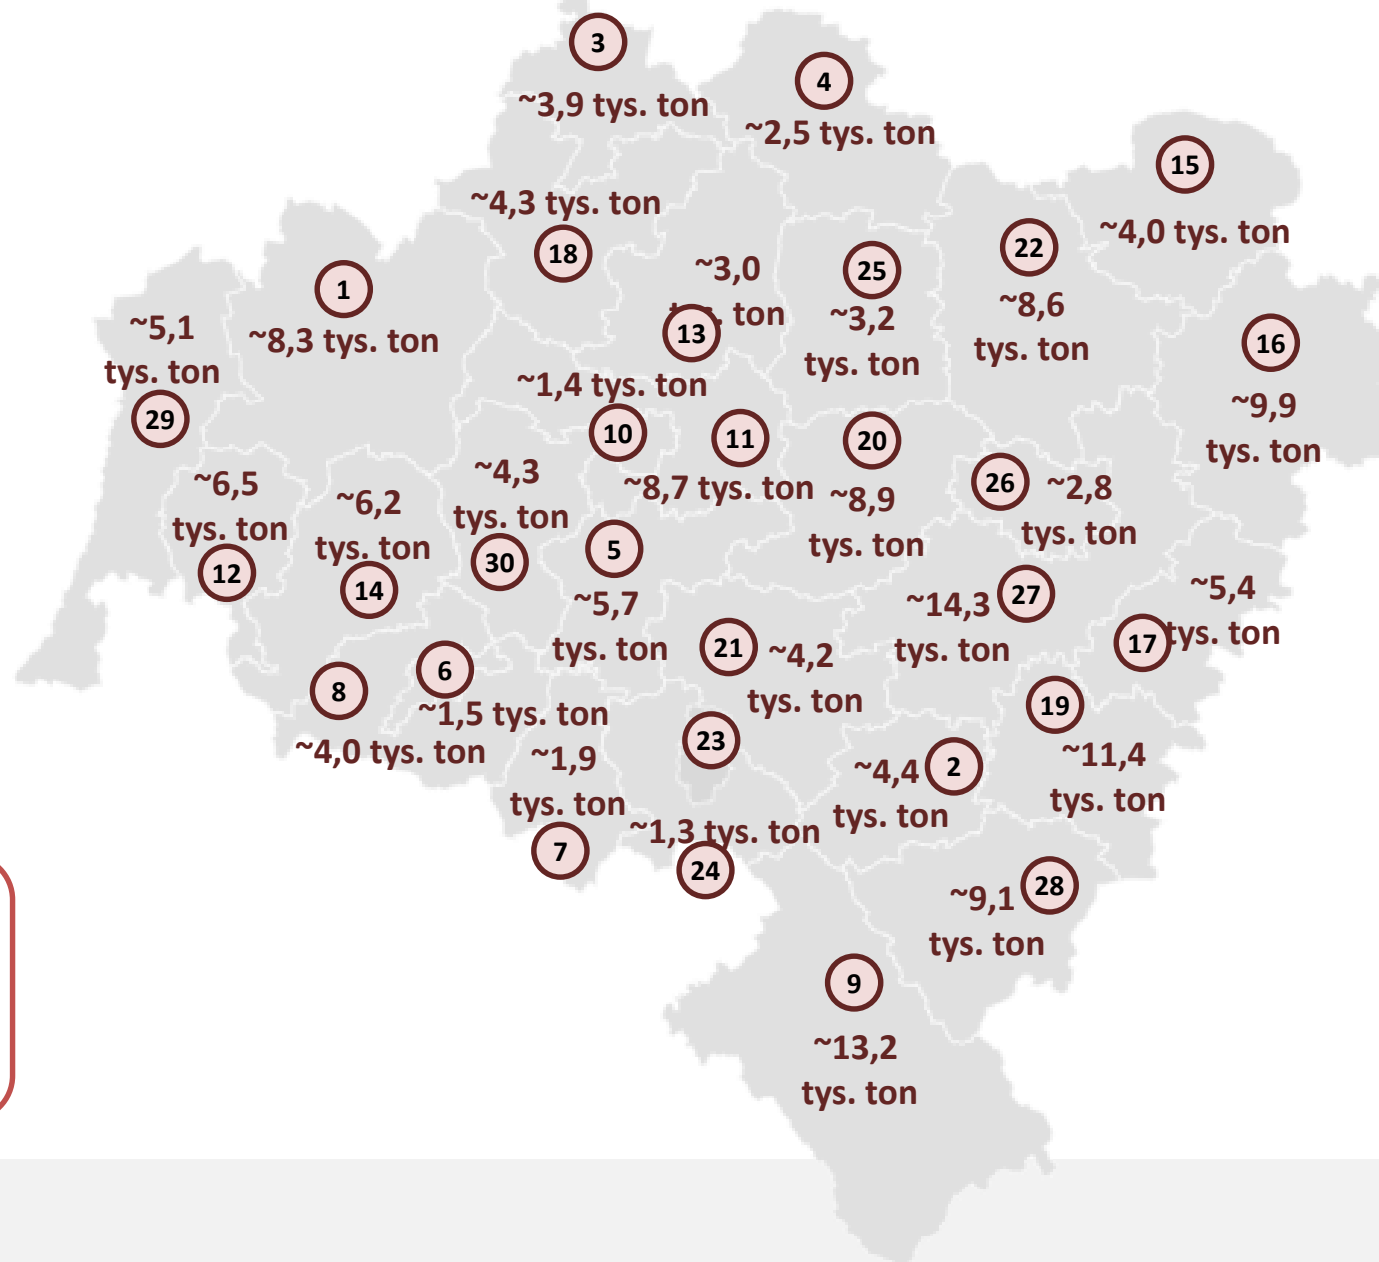 3
~3,9 tys. ton
4
~2,5 tys. ton
15
~4,0 tys. ton
~4,3 tys. ton
18
22
~8,6
tys. ton
~3,0
ton
13
25
~3,2
tys. ton
1
~8,3 tys. ton
~5,1
tys. ton
29
16
~9,9
tys. ton
~1,4 tys. ton
10
11
~8,7 tys. ton
20
~8,9
tys. ton
26
~2,8
tys. ton
~6,5
tys. ton
12
~6,2
tys. ton
14
~4,3
tys. ton
30
5
~5,7
tys. ton
~14,3
tys. ton
27
~5,4
tys. ton
17
21
~4,2
tys. ton
8
~4,0 tys. ton
6
~1,5 tys. ton
19
~11,4
tys. ton
23
~1,9
tys. ton
7
~4,4
tys. ton
2
~1,3 tys. ton
24
28
~9,1
tys. ton
9
~13,2
tys. ton